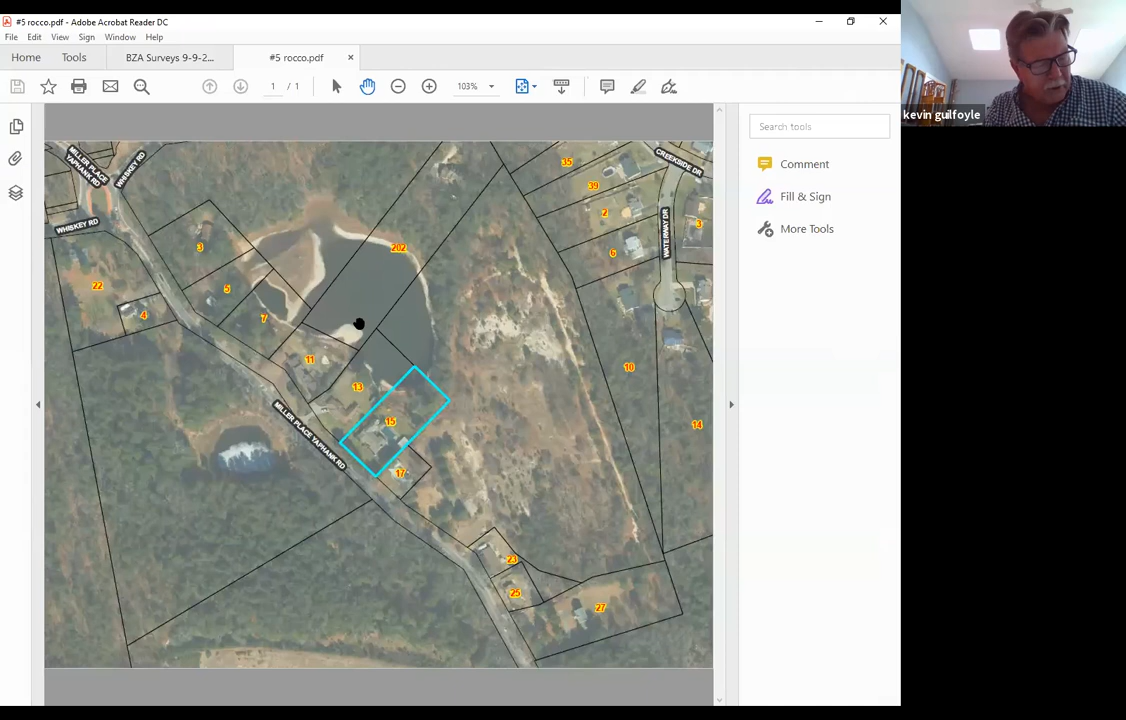 #5 rocco.pdf - Adobe Acrobat Reader DC
File Edit View Sign Window Help
Home Tools BZA Surveys 9-9-2... #5 rocco.pdf ×
1 / 1 103%
kevin guilfoyle
Search tools
Comment
Fill & Sign
More Tools
MILLER PLACE
YAPHANK RD
WHISKEY RD
WHISKEY RD
CREEKSIDE DR
WATERWAY DR
MILLER PLACE YAPHANK RD
35
39
2
3
6
3
202
22
5
4
7
11
13
10
15
14
17
23
25
27